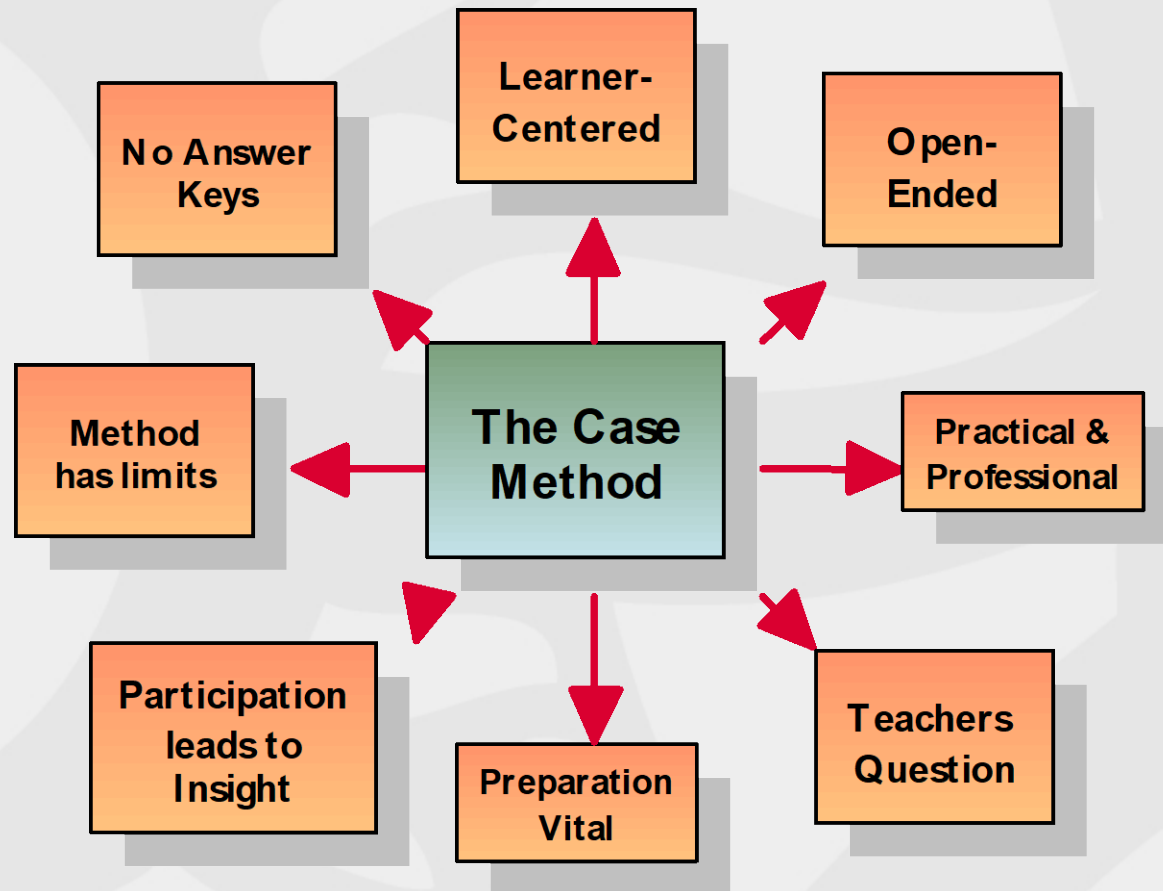 Learner-
Centered
No Answer
Keys
Open-
Ended
The Case
Method
Method
has limits
Practical &
Professional
Participation
leads to
Insight
Preparation
Vital
Teachers
Question